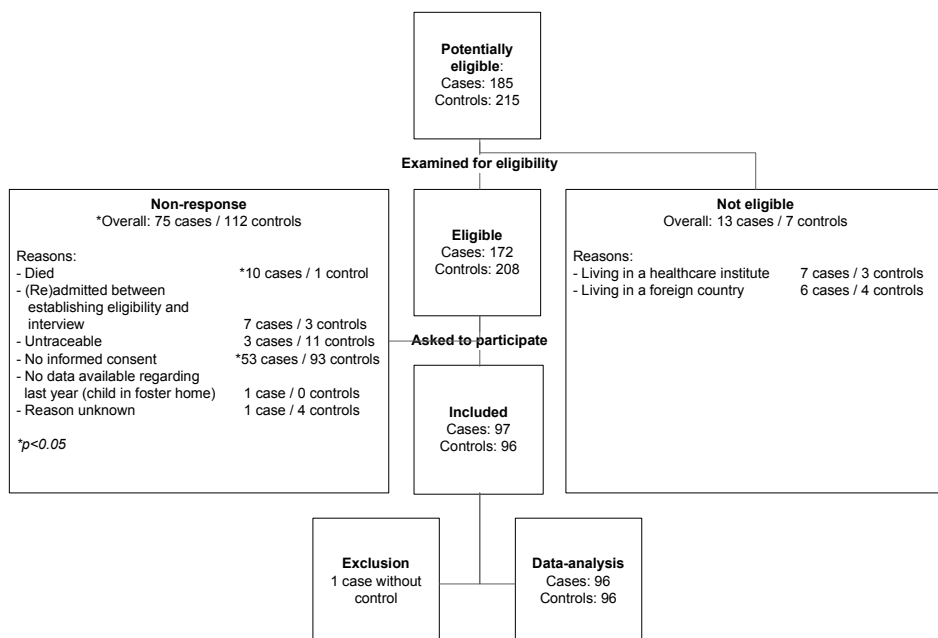 Potentially
eligible:
Cases: 185
Controls: 215
Examined for eligibility
Non-response
*Overall: 75 cases / 112 controls
Reasons:
- Died *10 cases / 1 control
- (Re)admitted between
establishing eligibility and
interview 7 cases / 3 controls
- Untraceable 3 cases / 11 controls
- No informed consent *53 cases / 93 controls
- No data available regarding
last year (child in foster home) 1 case / 0 controls
- Reason unknown 1 case / 4 controls
*p<0.05
Eligible
Cases: 172
Controls: 208
Not eligible
Overall: 13 cases / 7 controls
Reasons:
- Living in a healthcare institute 7 cases / 3 controls
- Living in a foreign country 6 cases / 4 controls
Asked to participate
Included
Cases: 97
Controls: 96
Exclusion
1 case without
control
Data-analysis
Cases: 96
Controls: 96